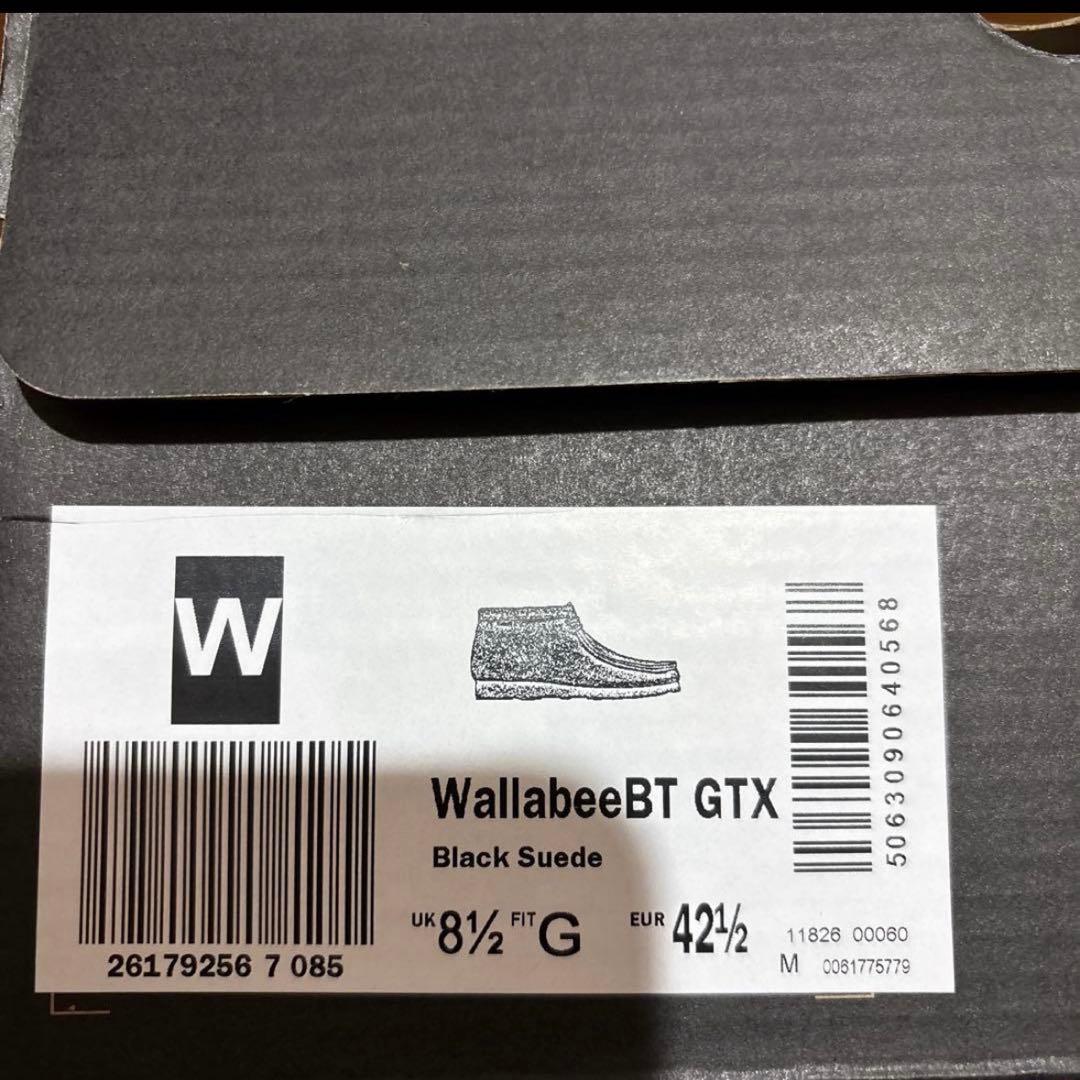 W
WallabeeBT GTX
Black Suede
UK 8½ FIT G EUR 42½
26179256 7 085
11826 00060
M 0061775779
5063090640568